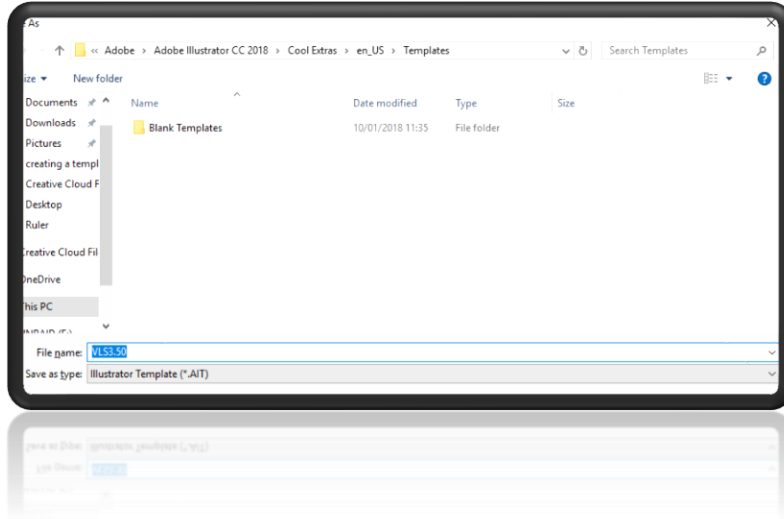 As
« Adobe › Adobe Illustrator CC 2018 › Cool Extras › en_US › Templates Search Templates
New folder
Name Date modified Type Size
Documents
Downloads
Pictures
creating a templ
Creative Cloud F
Desktop
Ruler
Creative Cloud Fil
OneDrive
This PC
Blank Templates 10/01/2018 11:35 File folder
File name: VLS3.50
Save as type: Illustrator Template (*.AIT)